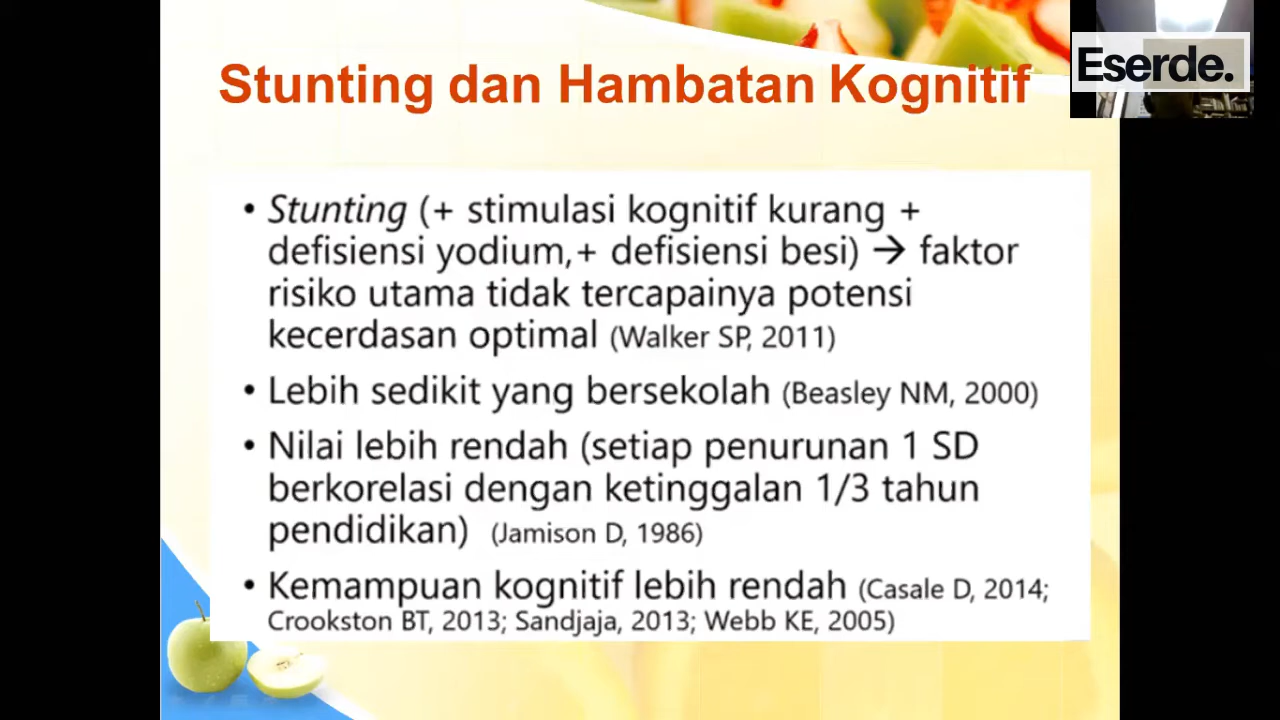 Stunting dan Hambatan Kognitif
Eserde.
• Stunting (+ stimulasi kognitif kurang +
defisiensi yodium,+ defisiensi besi) → faktor
risiko utama tidak tercapainya potensi
kecerdasan optimal (Walker SP, 2011)
• Lebih sedikit yang bersekolah (Beasley NM, 2000)
• Nilai lebih rendah (setiap penurunan 1 SD
berkorelasi dengan ketinggalan 1/3 tahun
pendidikan) (Jamison D, 1986)
• Kemampuan kognitif lebih rendah (Casale D, 2014;
Crookston BT, 2013; Sandjaja, 2013; Webb KE, 2005)